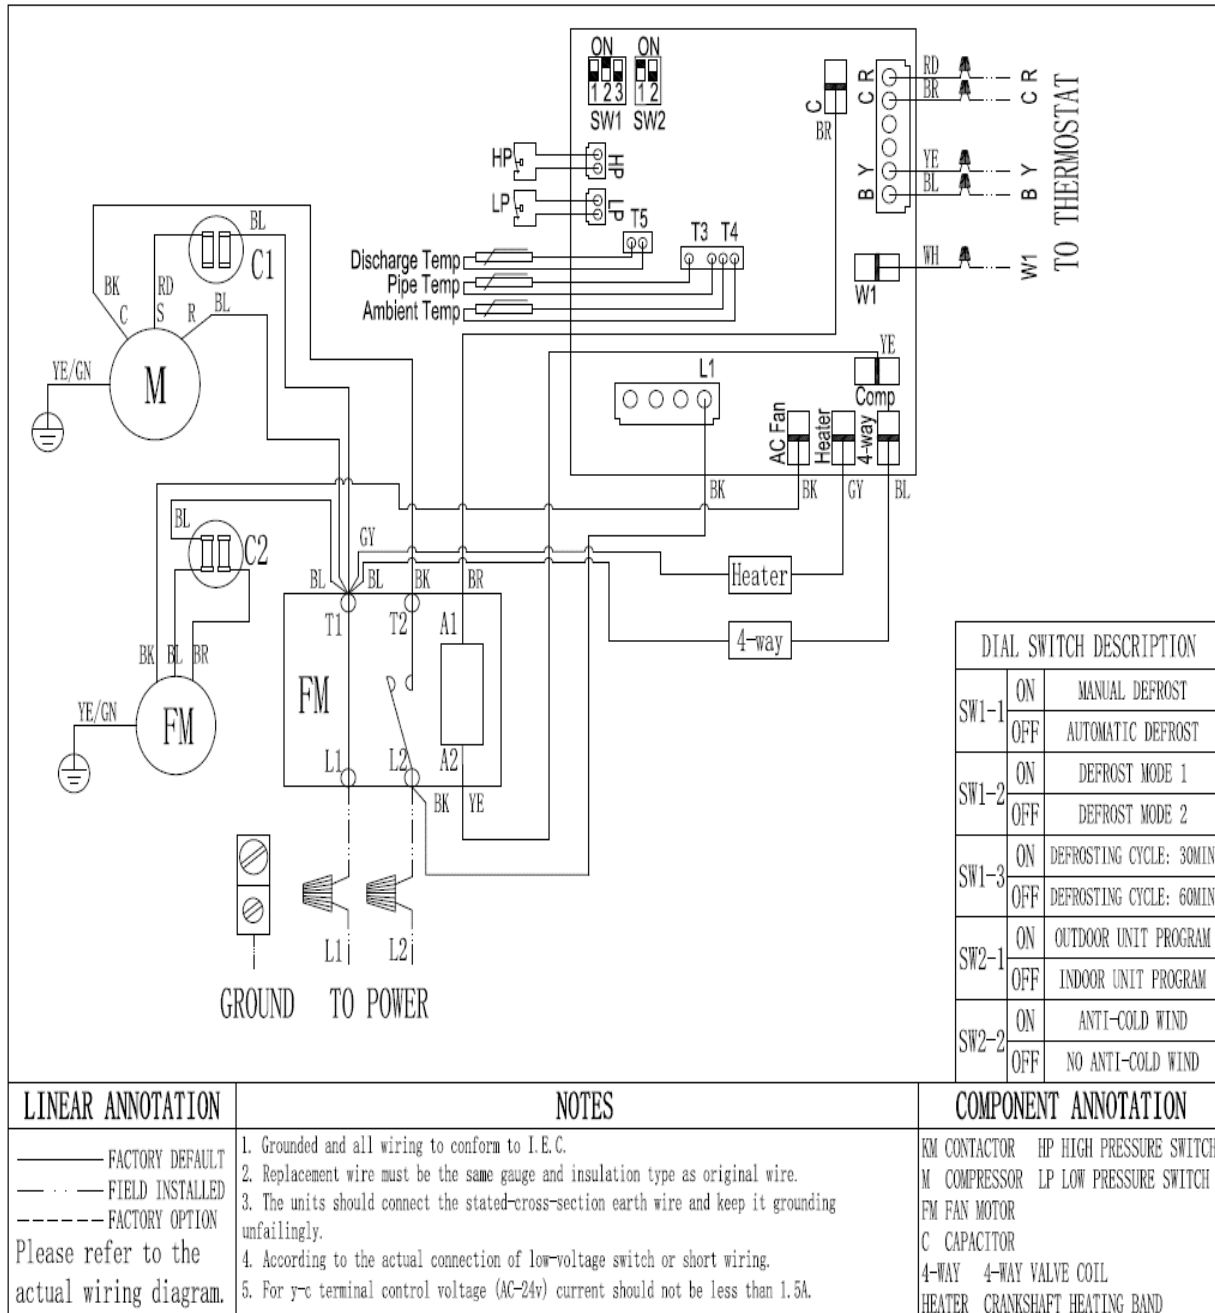 ON ON
1 2 3 1 2
SW1 SW2
HP HP
LP LP
T5
T3 T4
Discharge Temp
Pipe Temp
Ambient Temp
C
BR
C R
B Y
RD
BR
YE
BL
C R
B Y
W1
TO THERMOSTAT
WH
W1
BL
C1
BK RD BL
C S R
YE/GN
M
L1
YE
Comp
AC Fan
Heater
4-way
BK BK GY BL
BL
C2
GY
BL BL BK BR
Heater
4-way
T1 T2 A1
FM
L1 L2 A2
BK YE
BK BL BR
YE/GN
FM
L1 L2
GROUND TO POWER
DIAL SWITCH DESCRIPTION
SW1-1 ON MANUAL DEFROST
OFF AUTOMATIC DEFROST
SW1-2 ON DEFROST MODE 1
OFF DEFROST MODE 2
SW1-3 ON DEFROSTING CYCLE: 30MIN
OFF DEFROSTING CYCLE: 60MIN
SW2-1 ON OUTDOOR UNIT PROGRAM
OFF INDOOR UNIT PROGRAM
SW2-2 ON ANTI-COLD WIND
OFF NO ANTI-COLD WIND
LINEAR ANNOTATION
FACTORY DEFAULT
FIELD INSTALLED
FACTORY OPTION
Please refer to the
actual wiring diagram.
NOTES
1. Grounded and all wiring to conform to I.E.C.
2. Replacement wire must be the same gauge and insulation type as original wire.
3. The units should connect the stated-cross-section earth wire and keep it grounding
unfailingly.
4. According to the actual connection of low-voltage switch or short wiring.
5. For y-c terminal control voltage (AC-24v) current should not be less than 1.5A.
COMPONENT ANNOTATION
KM CONTACTOR HP HIGH PRESSURE SWITCH
M COMPRESSOR LP LOW PRESSURE SWITCH
FM FAN MOTOR
C CAPACITOR
4-WAY 4-WAY VALVE COIL
HEATER CRANKSHAFT HEATING BAND